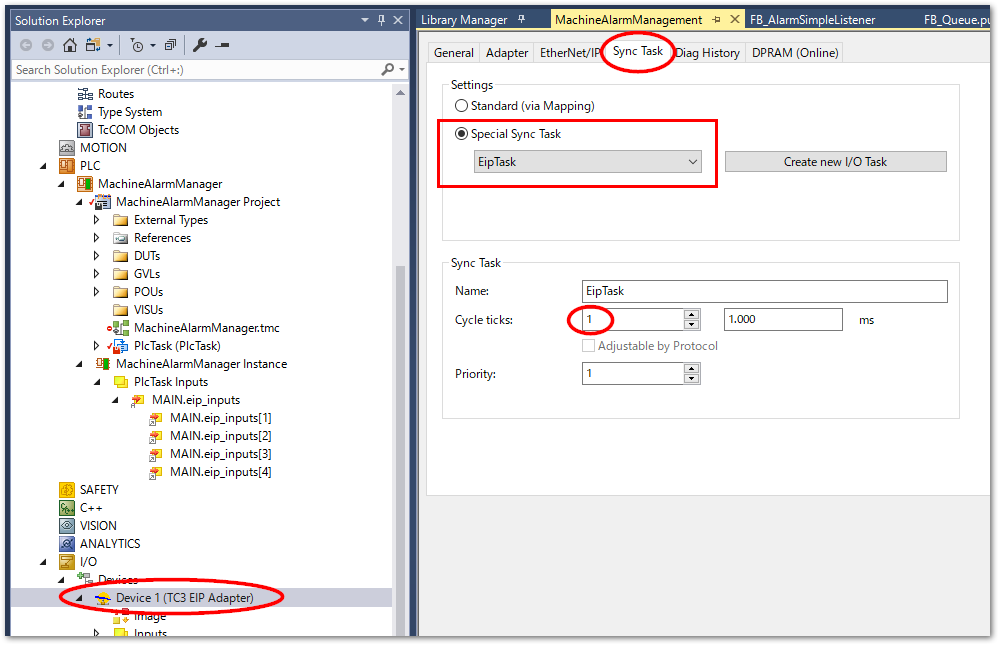 Solution Explorer
Search Solution Explorer (Ctrl+;)
Routes
Type System
TcCOM Objects
MOTION
PLC
MachineAlarmManager
MachineAlarmManager Project
External Types
References
DUTs
GVLs
POUs
VISUs
MachineAlarmManager.tmc
PlcTask (PlcTask)
MachineAlarmManager Instance
PlcTask Inputs
MAIN.eip_inputs
MAIN.eip_inputs[1]
MAIN.eip_inputs[2]
MAIN.eip_inputs[3]
MAIN.eip_inputs[4]
SAFETY
C++
VISION
ANALYTICS
I/O
Devices
Device 1 (TC3 EIP Adapter)
Image
Inputs
Library Manager MachineAlarmManagement FB_AlarmSimpleListener FB_Queue.pu
General Adapter EtherNet/IP Sync Task Diag History DPRAM (Online)
Settings
Standard (via Mapping)
Special Sync Task
EipTask Create new I/O Task
Sync Task
Name: EipTask
Cycle ticks: 1 1.000 ms
Adjustable by Protocol
Priority: 1